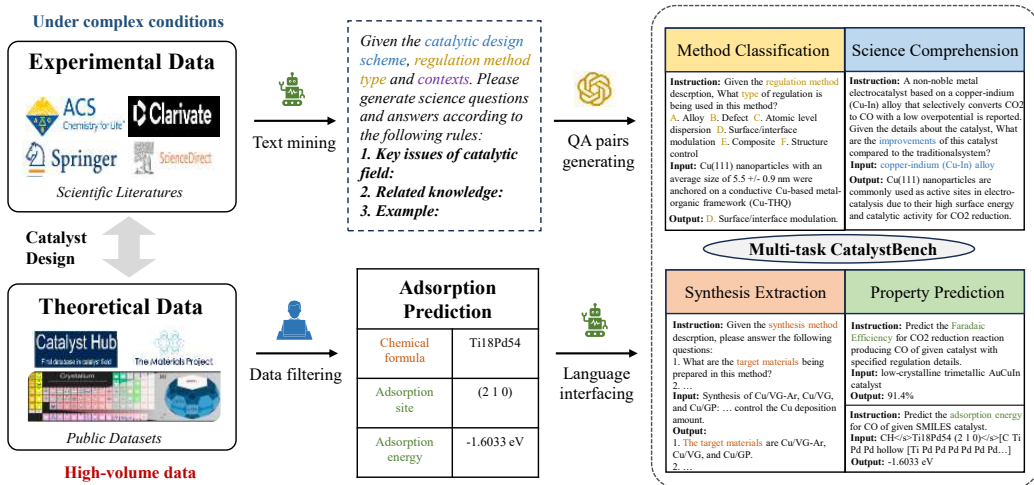 Under complex conditions
Experimental Data
ACS
Chemistry for Life
Clarivate
Springer
ScienceDirect
Scientific Literatures
Catalyst
Design
Theoretical Data
Catalyst Hub
First database in catalyst field
The Materials Project
Crystallium
Public Datasets
High-volume data
Text mining
Given the catalytic design
scheme, regulation method
type and contexts. Please
generate science questions
and answers according to
the following rules:
1. Key issues of catalytic
field:
2. Related knowledge:
3. Example:
QA pairs
generating
Data filtering
Adsorption
Prediction
Chemical
formula
Ti18Pd54
Adsorption
site
(2 1 0)
Adsorption
energy
-1.6033 eV
Language
interfacing
Method Classification
Instruction: Given the regulation method
descrption, What type of regulation is
being used in this method?
A. Alloy B. Defect C. Atomic level
dispersion D. Surface/interface
modulation E. Composite F. Structure
control
Input: Cu(111) nanoparticles with an
average size of 5.5 +/- 0.9 nm were
anchored on a conductive Cu-based metal-
organic framework (Cu-THQ)
Output: D. Surface/interface modulation.
Science Comprehension
Instruction: A non-noble metal
electrocatalyst based on a copper-indium
(Cu-In) alloy that selectively converts CO2
to CO with a low overpotential is reported.
Given the details about the catalyst, What
are the improvements of this catalyst
compared to the traditionalsystem?
Input: copper-indium (Cu-In) alloy
Output: Cu(111) nanoparticles are
commonly used as active sites in electro-
catalysis due to their high surface energy
and catalytic activity for CO2 reduction.
Multi-task CatalystBench
Synthesis Extraction
Instruction: Given the synthesis method
descrption, please answer the following
questions:
1. What are the target materials being
prepared in this method?
2. …
Input: Synthesis of Cu/VG-Ar, Cu/VG,
and Cu/GP: … control the Cu deposition
amount.
Output:
1. The target materials are Cu/VG-Ar,
Cu/VG, and Cu/GP.
2. …
Property Prediction
Instruction: Predict the Faradaic
Efficiency for CO2 reduction reaction
producing CO of given catalyst with
specified regulation details.
Input: low-crystalline trimetallic AuCuIn
catalyst
Output: 91.4%
Instruction: Predict the adsorption energy
for CO of given SMILES catalyst.
Input: CH</s>Ti18Pd54 (2 1 0)</s>[C Ti
Pd Pd hollow [Ti Pd Pd Pd Pd Pd Pd…]
Output: -1.6033 eV